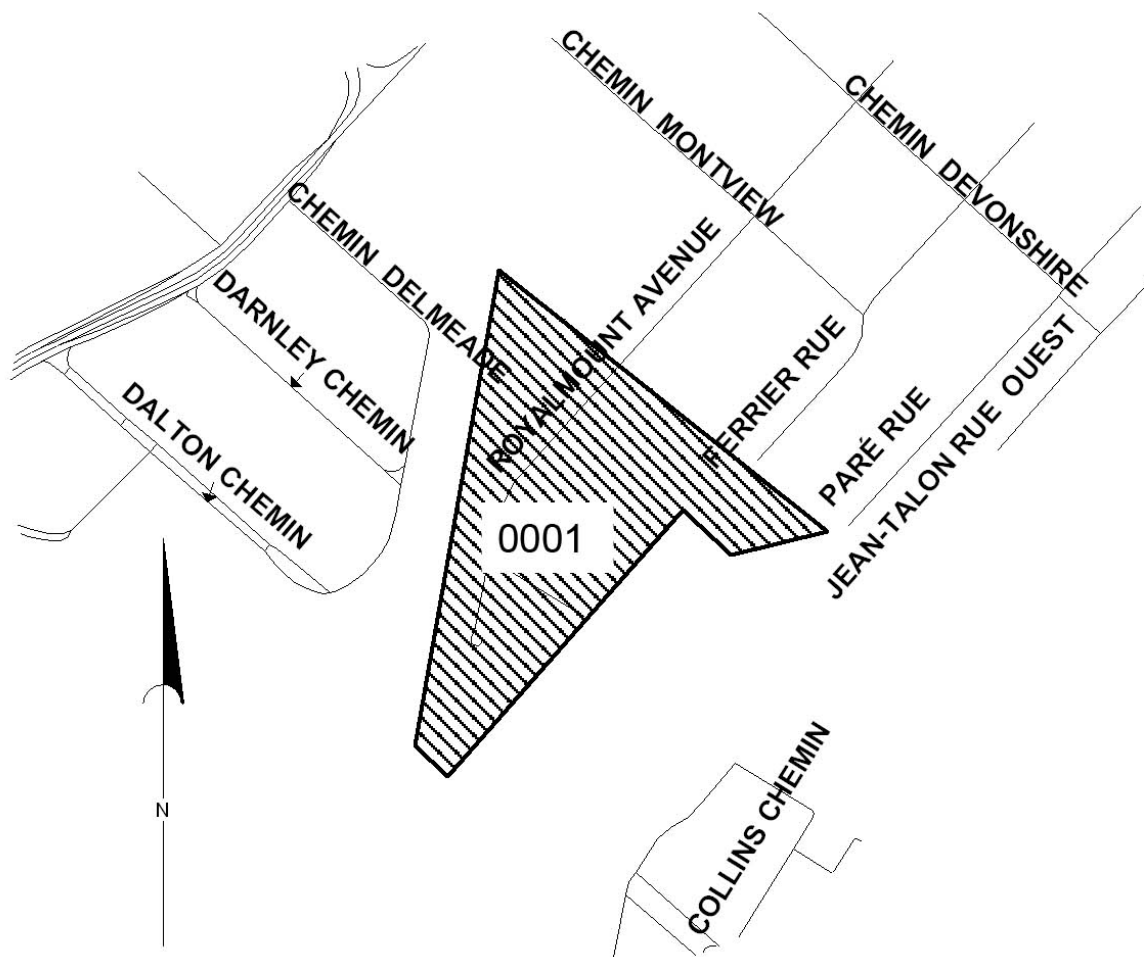 CHEMIN MONTVIEW
CHEMIN DEVONSHIRE
CHEMIN DELMEADE
ROYALMOUNT AVENUE
DARNLEY CHEMIN
FERRIER RUE
DALTON CHEMIN
PARÉ RUE
JEAN-TALON RUE OUEST
0001
COLLINS CHEMIN
N